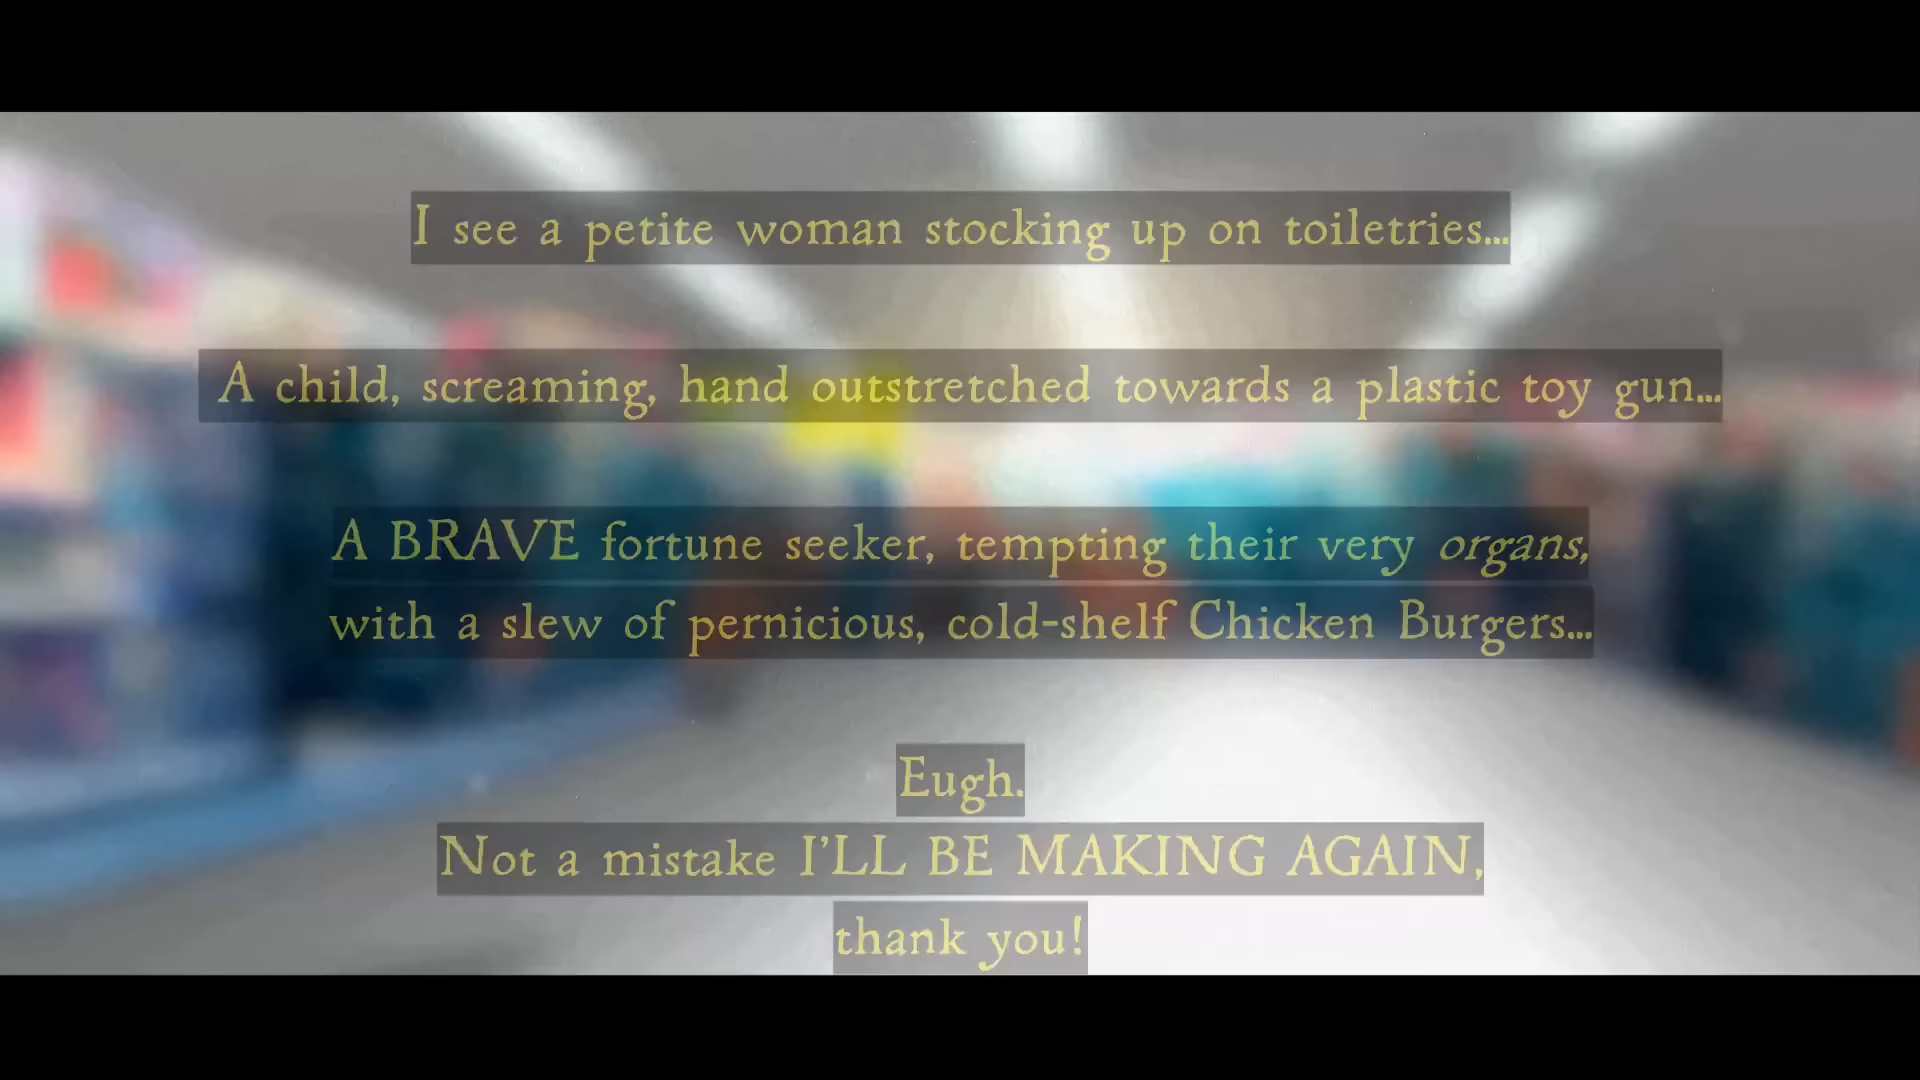 I see a petite woman stocking up on toiletries...
A child, screaming, hand outstretched towards a plastic toy gun...
A BRAVE fortune seeker, tempting their very organs,
with a slew of pernicious, cold-shelf Chicken Burgers...
Eugh.
Not a mistake I'LL BE MAKING AGAIN,
thank you!